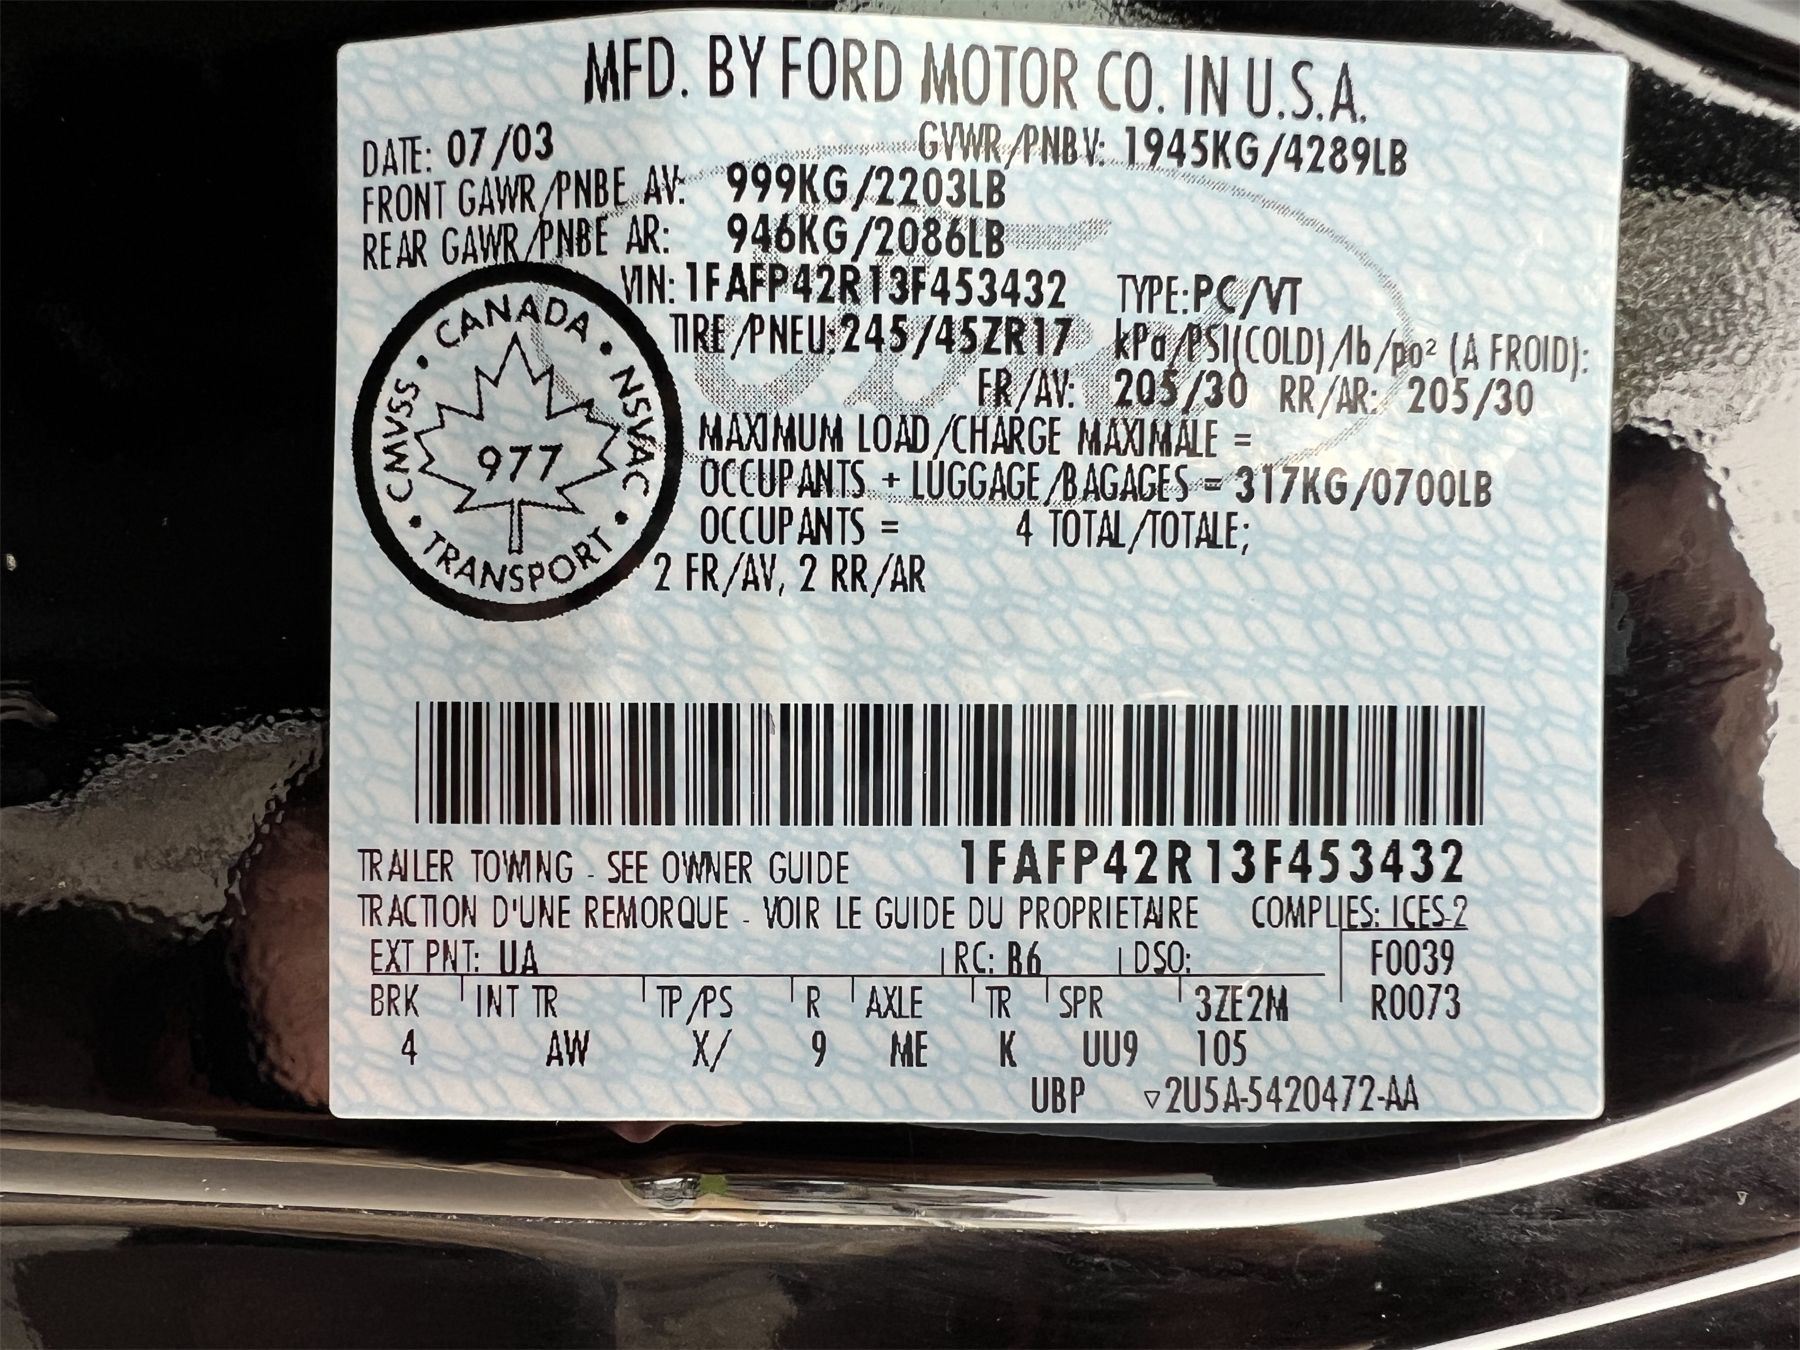 MFD. BY FORD MOTOR CO. IN U.S.A.
DATE: 07/03 GVWR/PNBV: 1945KG/4289LB
FRONT GAWR/PNBE AV: 999KG/2203LB
REAR GAWR/PNBE AR: 946KG/2086LB
VIN: 1FAFP42R13F453432 TYPE:PC/VT
TIRE/PNEU:245/45ZR17 kPa/PSI(COLD)/lb/po² (A FROID):
FR/AV: 205/30 RR/AR: 205/30
MAXIMUM LOAD/CHARGE MAXIMALE =
OCCUPANTS + LUGGAGE/BAGAGES = 317KG/0700LB
OCCUPANTS = 4 TOTAL/TOTALE;
2 FR/AV, 2 RR/AR
CANADA • NSVAC • TRANSPORT • CMVSS •
977
1FAFP42R13F453432
TRAILER TOWING - SEE OWNER GUIDE
TRACTION D'UNE REMORQUE - VOIR LE GUIDE DU PROPRIETAIRE COMPLIES: ICES-2
EXT PNT: UA RC: B6 DSO: F0039
BRK INT TR TP/PS R AXLE TR SPR 3ZE2M R0073
4 AW X/ 9 ME K UU9 105
UBP ▽2U5A-5420472-AA